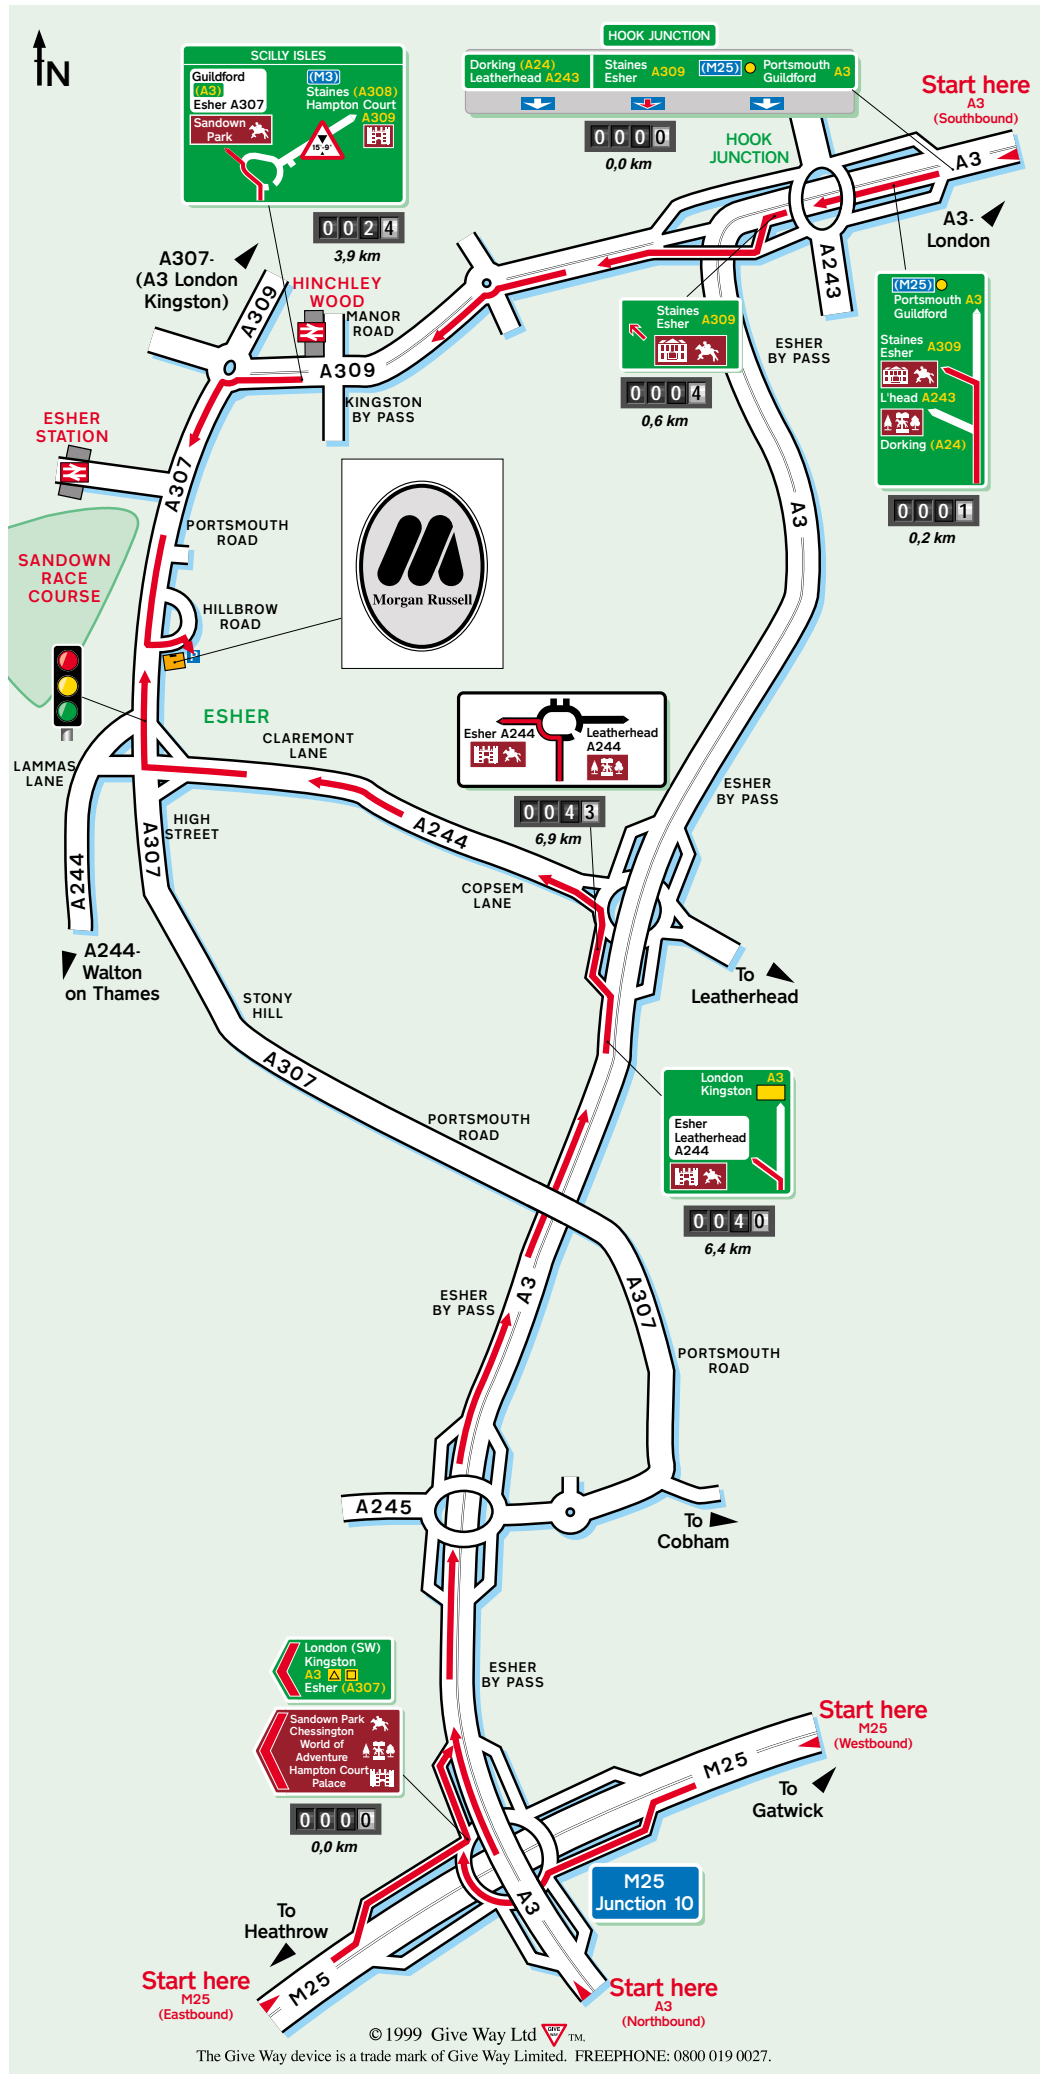 N
SCILLY ISLES
Guildford
(A3)
Esher A307
(M3)
Staines (A308)
Hampton Court
A309
Sandown
Park
15'-9"
0024
3,9 km
HOOK JUNCTION
Dorking (A24)
Leatherhead A243
Staines
Esher
A309
(M25)
Portsmouth
Guildford
A3
0000
0,0 km
HOOK
JUNCTION
Start here
A3
(Southbound)
A3
A3-
London
A243
A307-
(A3 London
Kingston)
A309
HINCHLEY
WOOD
MANOR
ROAD
A309
KINGSTON
BY PASS
Staines
Esher
A309
0004
0,6 km
ESHER
BY PASS
(M25)
Portsmouth A3
Guildford
Staines
Esher
A309
L'head A243
Dorking (A24)
0001
0,2 km
ESHER
STATION
A307
PORTSMOUTH
ROAD
A3
SANDOWN
RACE
COURSE
HILLBROW
ROAD
P
Morgan Russell
ESHER
CLAREMONT
LANE
LAMMAS
LANE
HIGH
STREET
A307
A244
A244
Esher A244
Leatherhead
A244
0043
6,9 km
ESHER
BY PASS
COPSEM
LANE
A244-
Walton
on Thames
To
Leatherhead
STONY
HILL
A307
PORTSMOUTH
ROAD
London
Kingston
A3
Esher
Leatherhead
A244
0040
6,4 km
A3
ESHER
BY PASS
A307
PORTSMOUTH
ROAD
A245
To
Cobham
London (SW)
Kingston
A3
Esher (A307)
Sandown Park
Chessington
World of
Adventure
Hampton Court
Palace
0000
0,0 km
ESHER
BY PASS
Start here
M25
(Westbound)
M25
To
Gatwick
M25
Junction 10
A3
To
Heathrow
M25
Start here
M25
(Eastbound)
Start here
A3
(Northbound)
© 1999 Give Way Ltd GIVE WAY TM.
The Give Way device is a trade mark of Give Way Limited. FREEPHONE: 0800 019 0027.